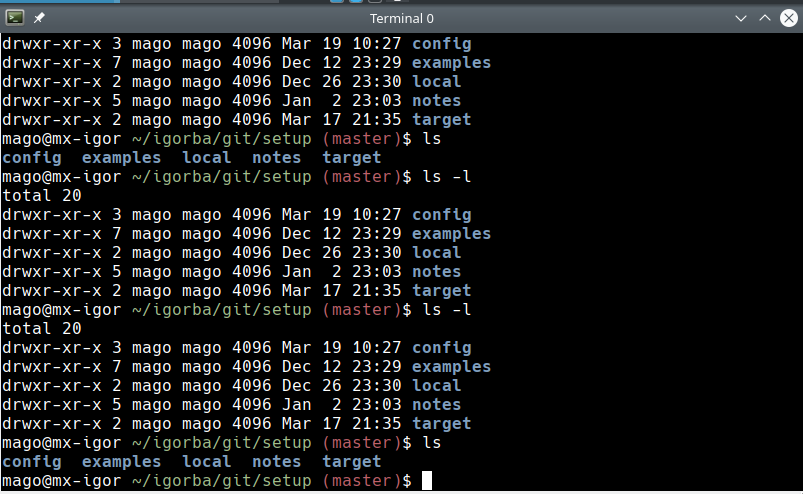 Terminal 0
drwxr-xr-x 3 mago mago 4096 Mar 19 10:27 config
drwxr-xr-x 7 mago mago 4096 Dec 12 23:29 examples
drwxr-xr-x 2 mago mago 4096 Dec 26 23:30 local
drwxr-xr-x 5 mago mago 4096 Jan  2 23:03 notes
drwxr-xr-x 2 mago mago 4096 Mar 17 21:35 target
mago@mx-igor ~/igorba/git/setup (master)$ ls
config  examples  local  notes  target
mago@mx-igor ~/igorba/git/setup (master)$ ls -l
total 20
drwxr-xr-x 3 mago mago 4096 Mar 19 10:27 config
drwxr-xr-x 7 mago mago 4096 Dec 12 23:29 examples
drwxr-xr-x 2 mago mago 4096 Dec 26 23:30 local
drwxr-xr-x 5 mago mago 4096 Jan  2 23:03 notes
drwxr-xr-x 2 mago mago 4096 Mar 17 21:35 target
mago@mx-igor ~/igorba/git/setup (master)$ ls -l
total 20
drwxr-xr-x 3 mago mago 4096 Mar 19 10:27 config
drwxr-xr-x 7 mago mago 4096 Dec 12 23:29 examples
drwxr-xr-x 2 mago mago 4096 Dec 26 23:30 local
drwxr-xr-x 5 mago mago 4096 Jan  2 23:03 notes
drwxr-xr-x 2 mago mago 4096 Mar 17 21:35 target
mago@mx-igor ~/igorba/git/setup (master)$ ls
config  examples  local  notes  target
mago@mx-igor ~/igorba/git/setup (master)$